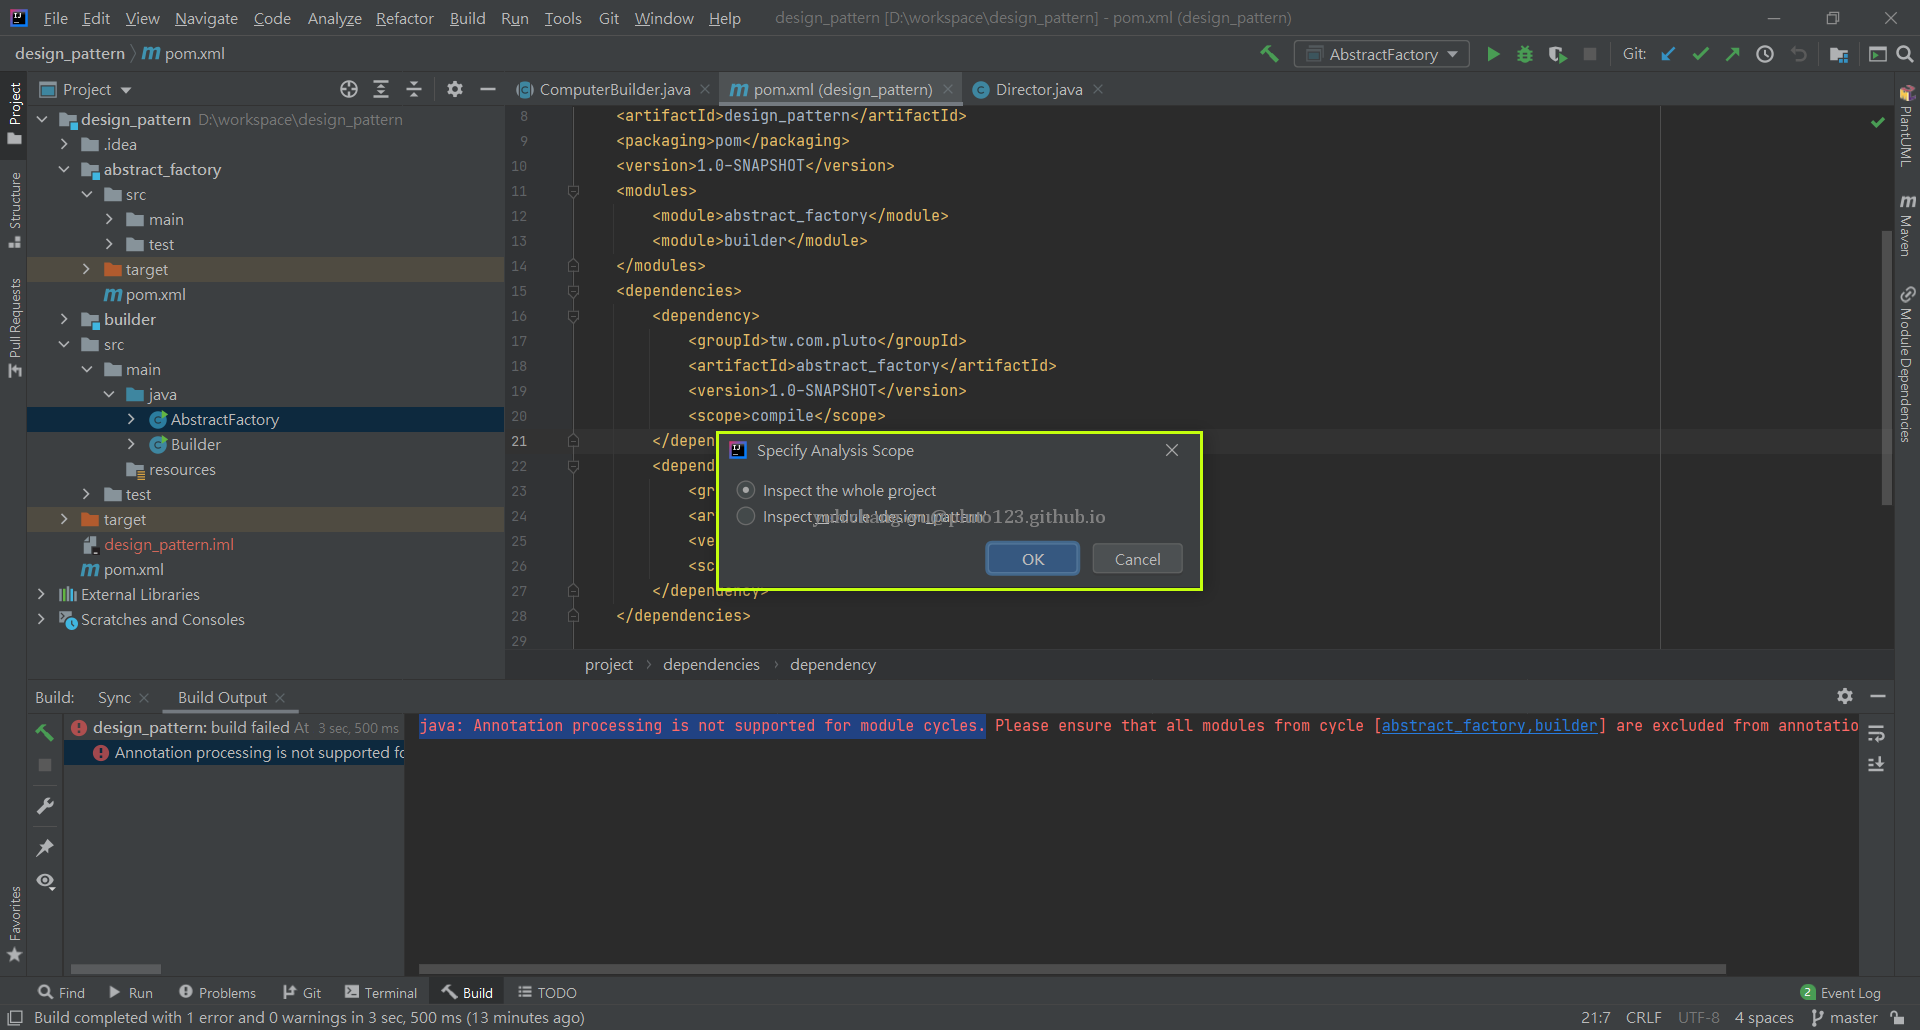 File Edit View Navigate Code Analyze Refactor Build Run Tools Git Window Help design_pattern [D:\workspace\design_pattern] - pom.xml (design_pattern)
design_pattern pom.xml
AbstractFactory Git:
Project
ComputerBuilder.java pom.xml (design_pattern) Director.java
design_pattern D:\workspace\design_pattern
.idea
abstract_factory
src
main
test
target
pom.xml
builder
src
main
java
AbstractFactory
Builder
resources
test
target
design_pattern.iml
pom.xml
External Libraries
Scratches and Consoles
Project
Structure
Pull Requests
Favorites
8 <artifactId>design_pattern</artifactId>
9 <packaging>pom</packaging>
10 <version>1.0-SNAPSHOT</version>
11 <modules>
12 <module>abstract_factory</module>
13 <module>builder</module>
14 </modules>
15 <dependencies>
16 <dependency>
17 <groupId>tw.com.pluto</groupId>
18 <artifactId>abstract_factory</artifactId>
19 <version>1.0-SNAPSHOT</version>
20 <scope>compile</scope>
21 </depen
22 <depend
23 <gr
24 <ar
25 <ve
26 <sc
27 </dependency>
28 </dependencies>
29
Specify Analysis Scope
Inspect the whole project
Inspect module 'design_pattern'
@pluto123.github.io
OK Cancel
project dependencies dependency
PlantUML
Maven
Module Dependencies
Build: Sync Build Output
design_pattern: build failed At 3 sec, 500 ms
Annotation processing is not supported fo
java: Annotation processing is not supported for module cycles. Please ensure that all modules from cycle [abstract_factory,builder] are excluded from annotatio
Find Run Problems Git Terminal Build TODO
2 Event Log
Build completed with 1 error and 0 warnings in 3 sec, 500 ms (13 minutes ago)
21:7 CRLF UTF-8 4 spaces master